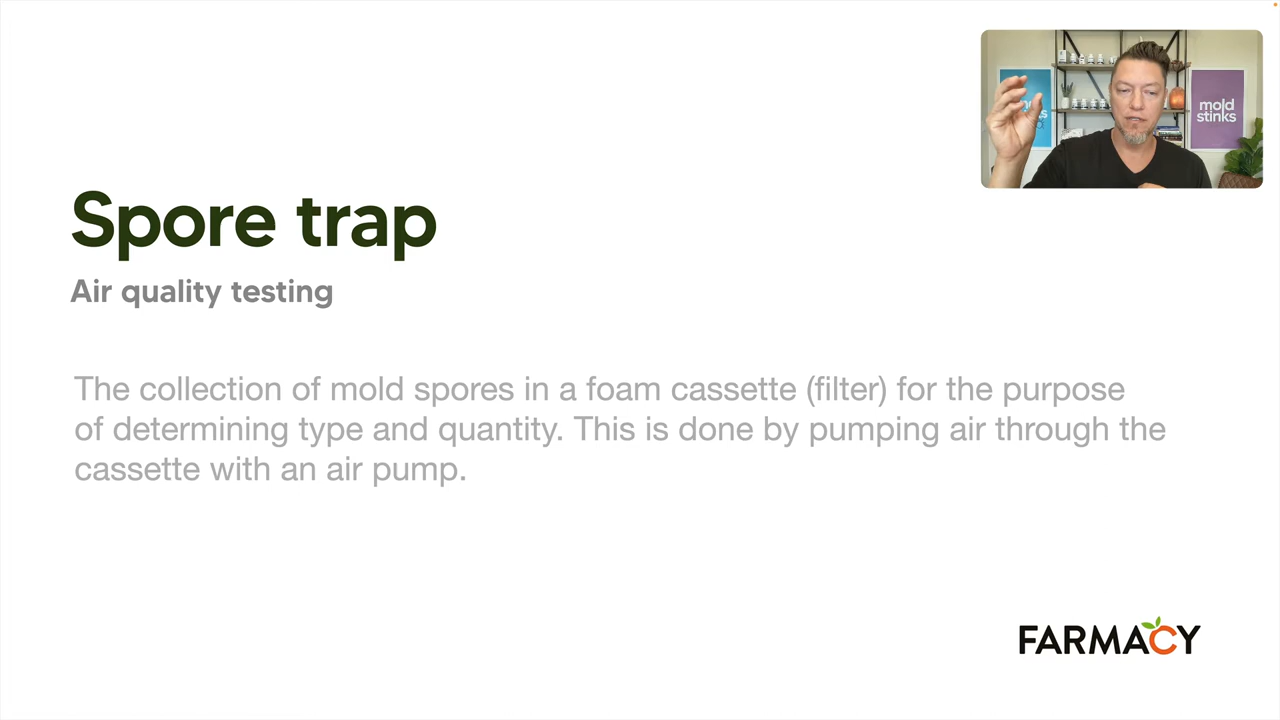 mold
stinks
Spore trap
Air quality testing
The collection of mold spores in a foam cassette (filter) for the purpose
of determining type and quantity. This is done by pumping air through the
cassette with an air pump.
FARMACY